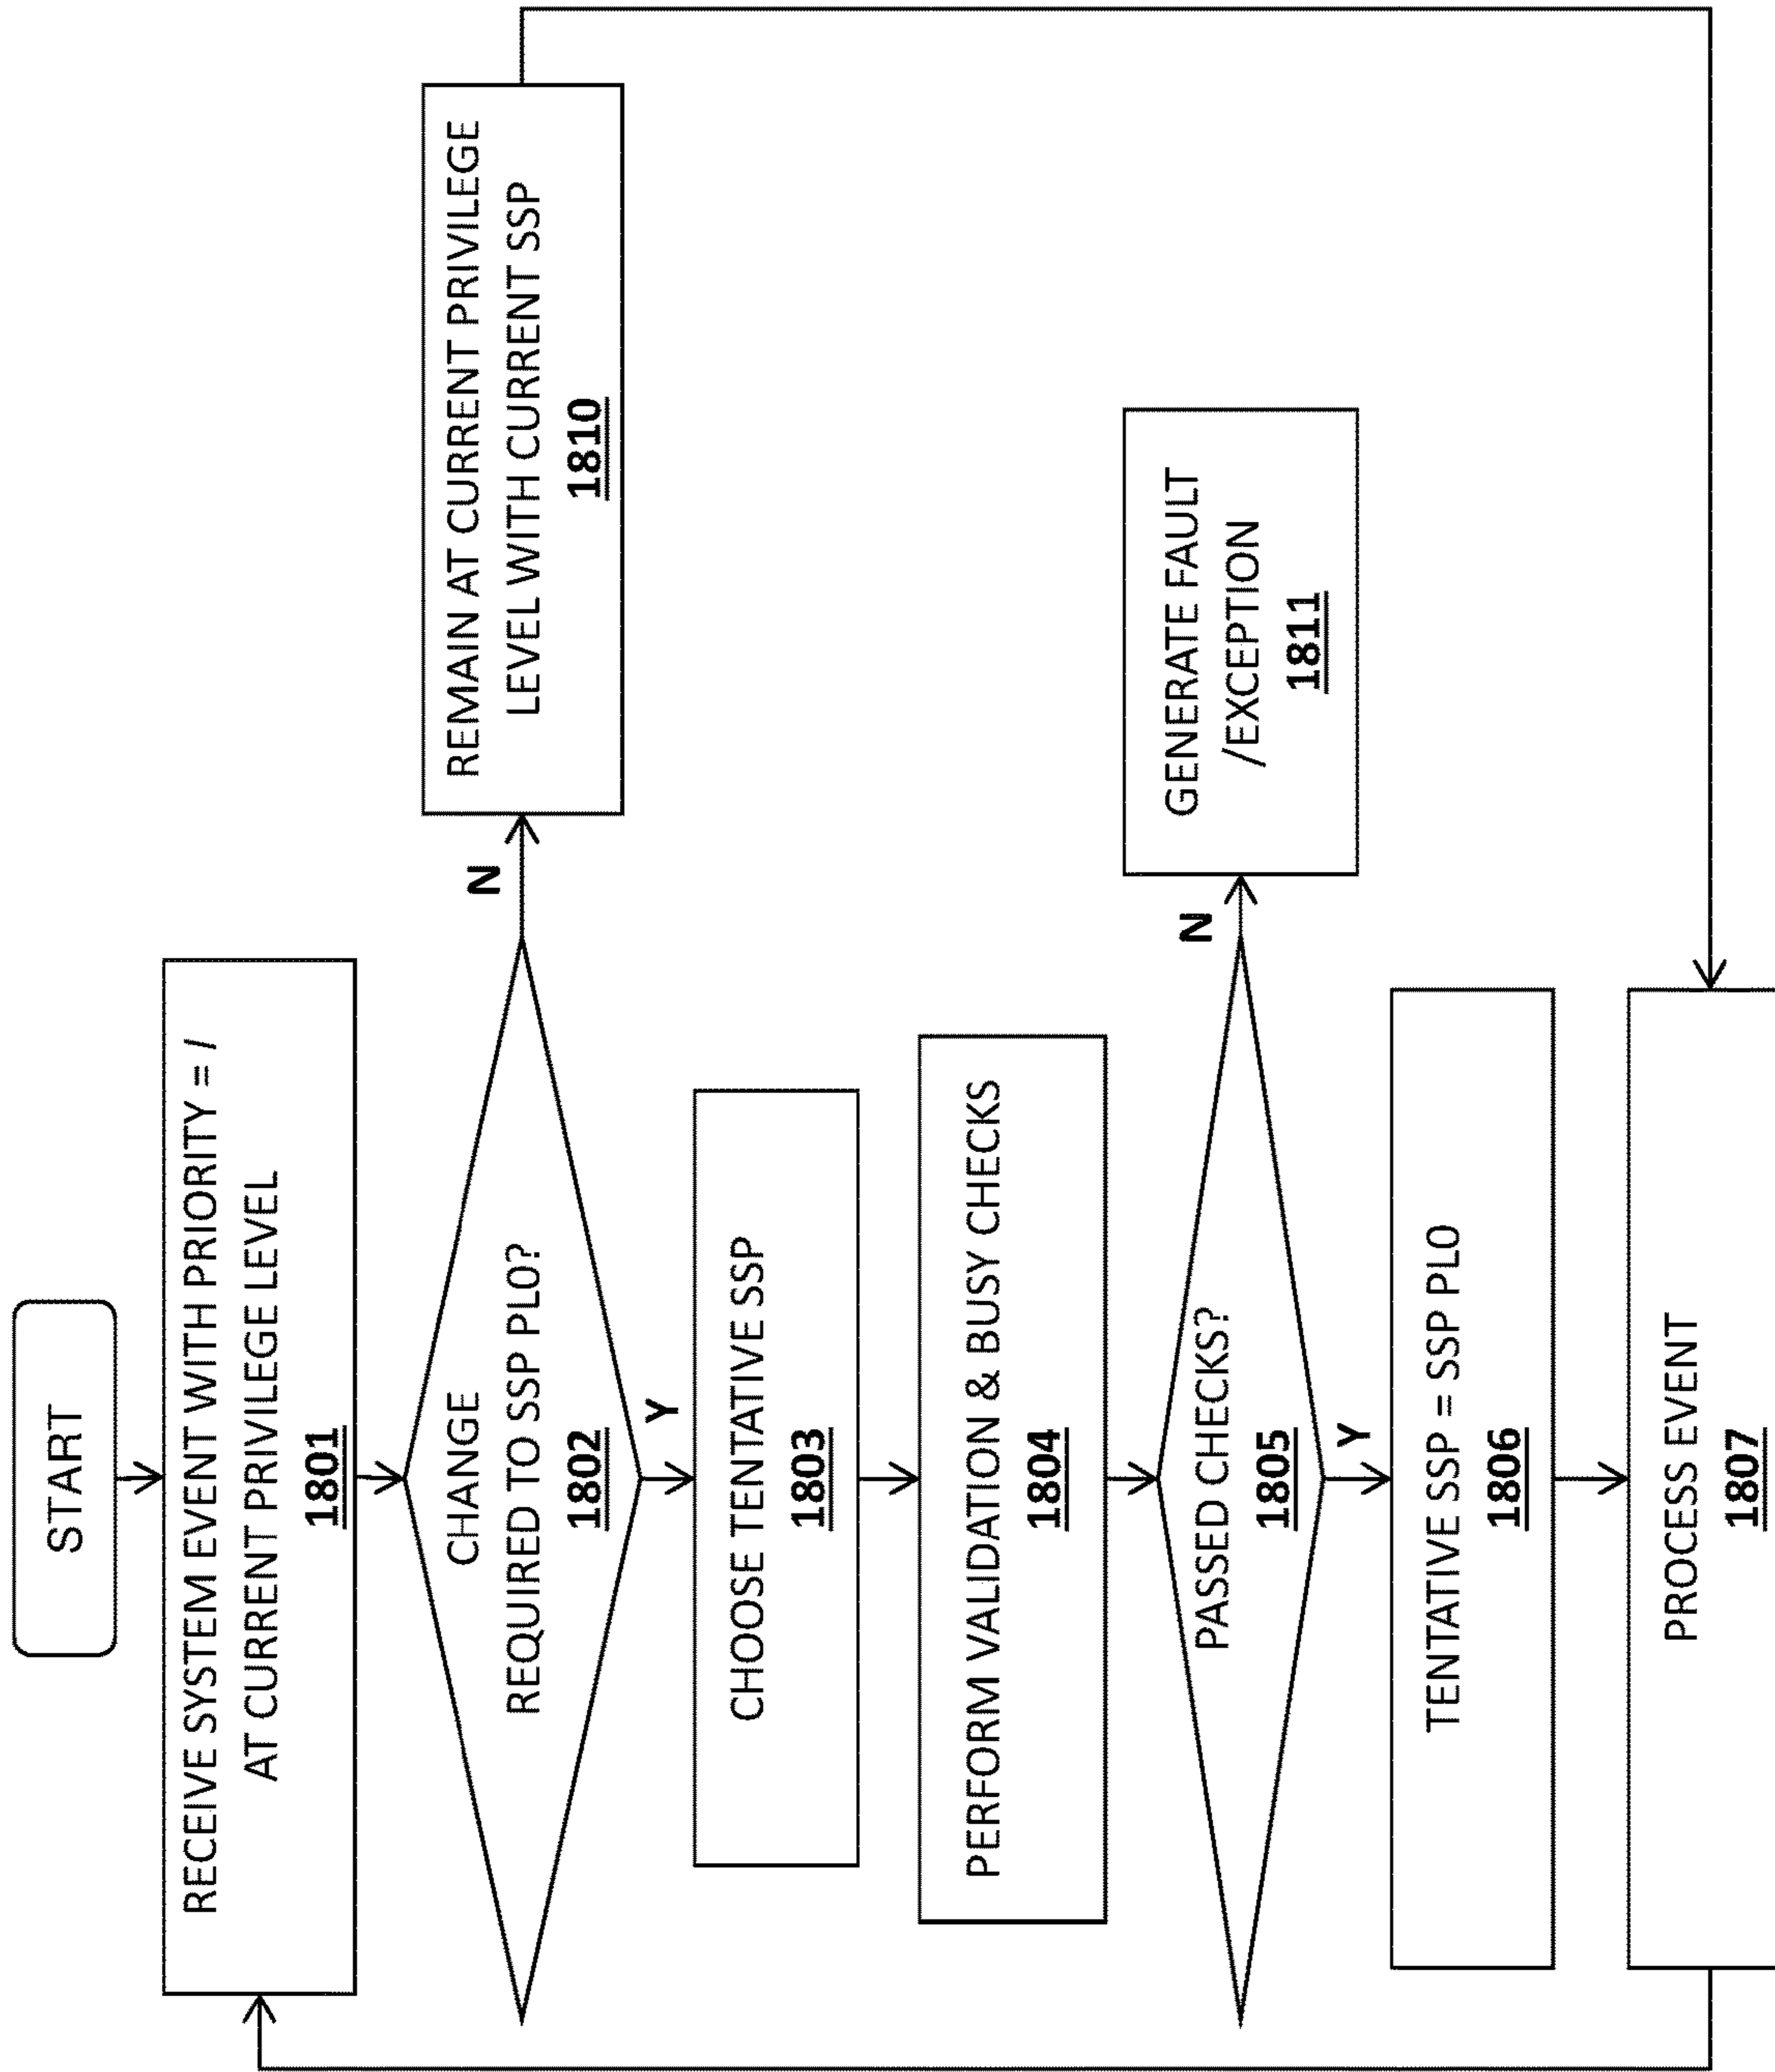 START
RECEIVE SYSTEM EVENT WITH PRIORITY = I
AT CURRENT PRIVILEGE LEVEL
1801
CHANGE
REQUIRED TO SSP PL0?
1802
N
REMAIN AT CURRENT PRIVILEGE
LEVEL WITH CURRENT SSP
1810
Y
CHOOSE TENTATIVE SSP
1803
PERFORM VALIDATION & BUSY CHECKS
1804
PASSED CHECKS?
1805
N
GENERATE FAULT
/EXCEPTION
1811
Y
TENTATIVE SSP = SSP PL0
1806
PROCESS EVENT
1807